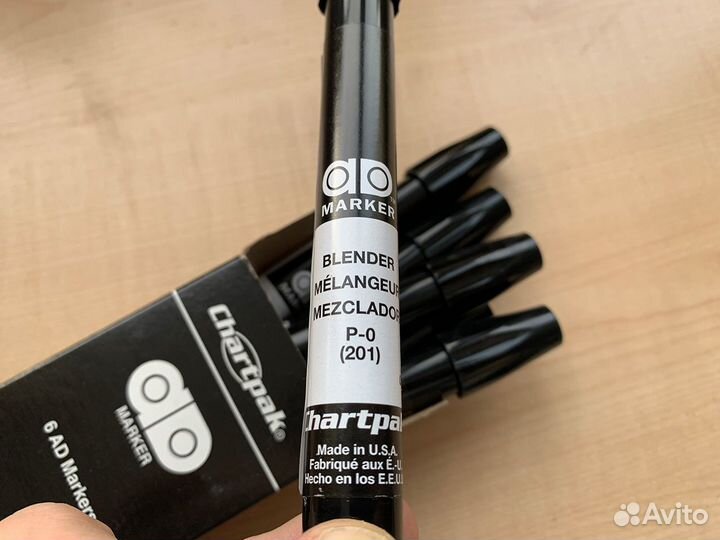 ad
MARKER
BLENDER
MÉLANGEUR
MEZCLADOR
P-0
(201)
Chartpak
Made in U.S.A.
Fabriqué aux É.-U.
Hecho en los E.E.U.U.
Chartpak®
ad
MARKER
6 AD Markers
Avito